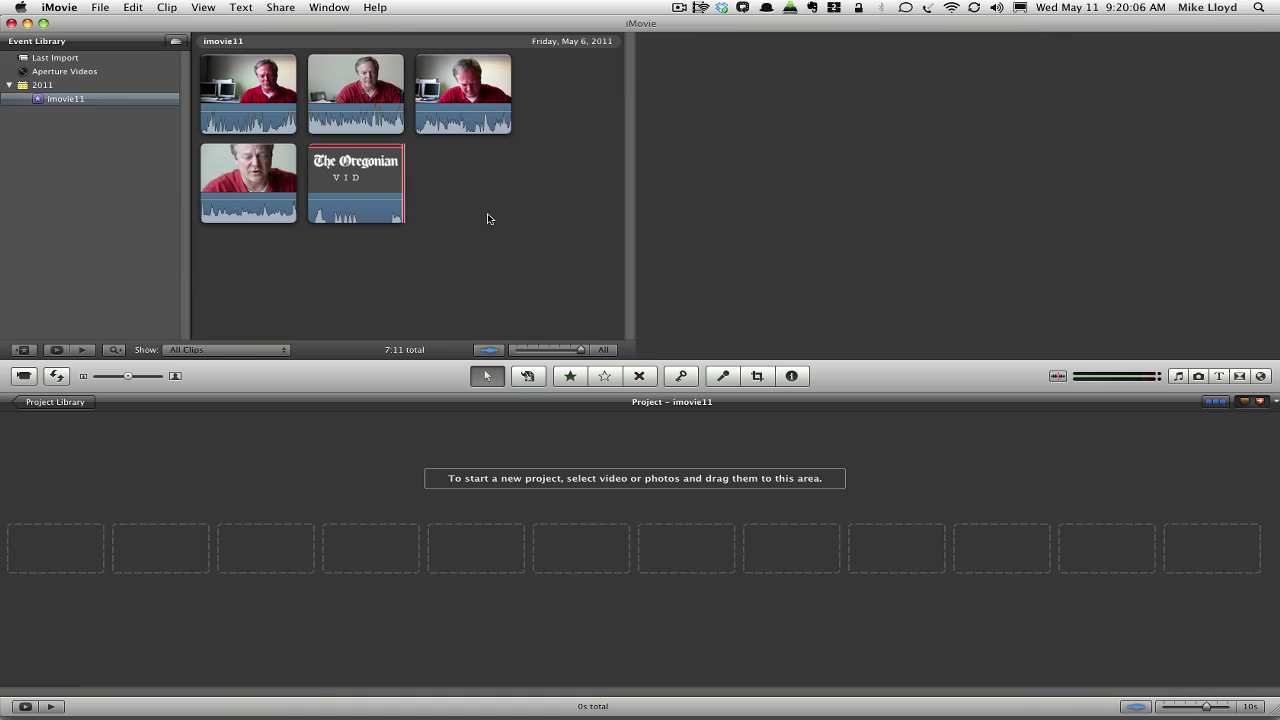 iMovie File Edit Clip View Text Share Window Help 2 Wed May 11 9:20:06 AM Mike Lloyd
iMovie
Event Library
imovie11 Friday, May 6, 2011
Last Import
Aperture Videos
2011
imovie11
The Oregonian
VID
Show: All Clips 7:11 total All
T
Project Library Project - imovie11
To start a new project, select video or photos and drag them to this area.
0s total 10s